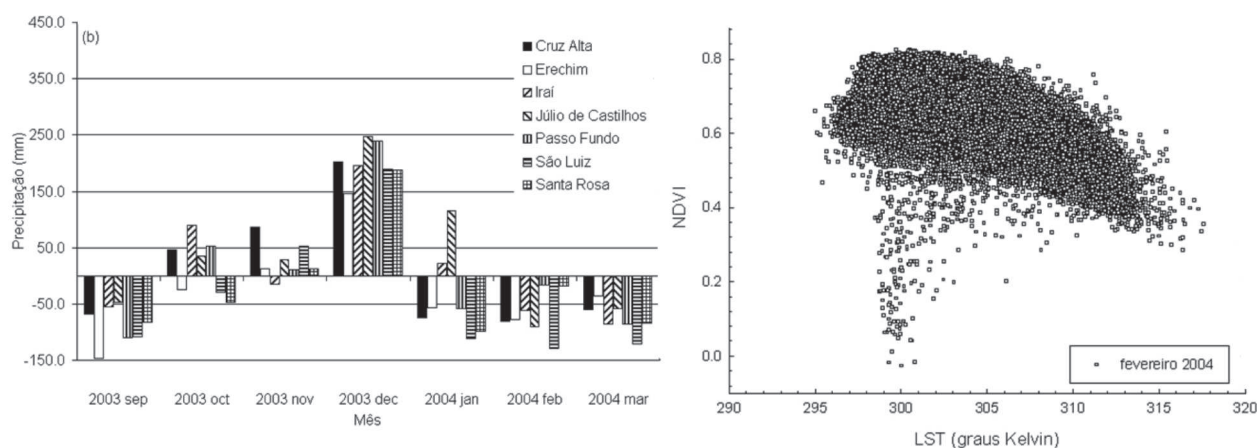 (b)
450.0
350.0
250.0
150.0
50.0
-50.0
-150.0
Precipitação (mm)
Cruz Alta
Erechim
Iraí
Júlio de Castilhos
Passo Fundo
São Luiz
Santa Rosa
2003 sep 2003 oct 2003 nov 2003 dec 2004 jan 2004 feb 2004 mar
Mês
NDVI
0.8
0.6
0.4
0.2
0.0
fevereiro 2004
290 295 300 305 310 315 320
LST (graus Kelvin)